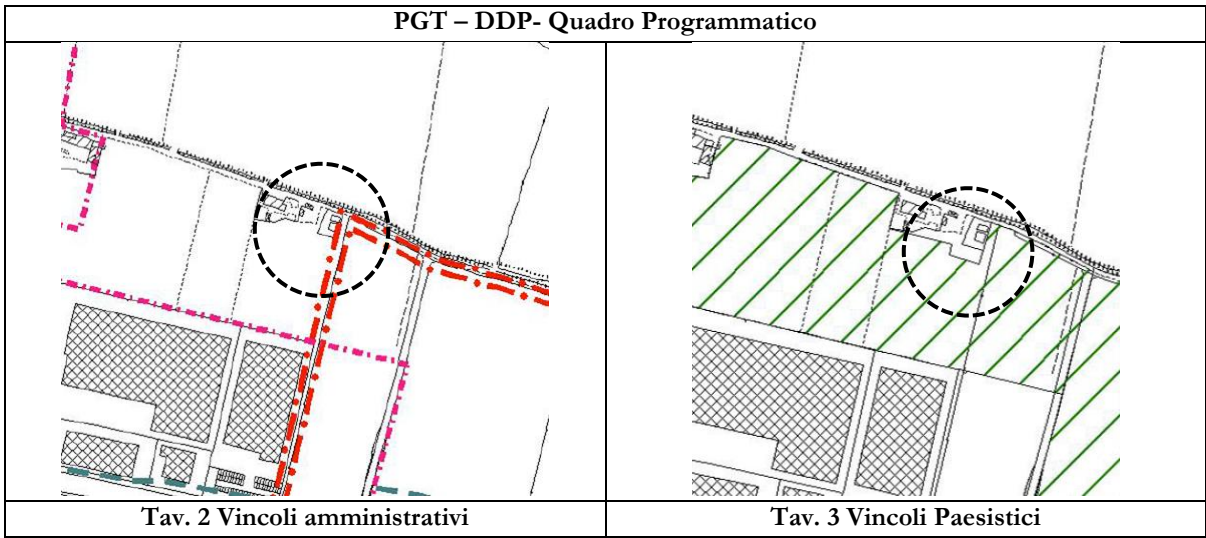 PGT – DDP- Quadro Programmatico
Tav. 2 Vincoli amministrativi
Tav. 3 Vincoli Paesistici